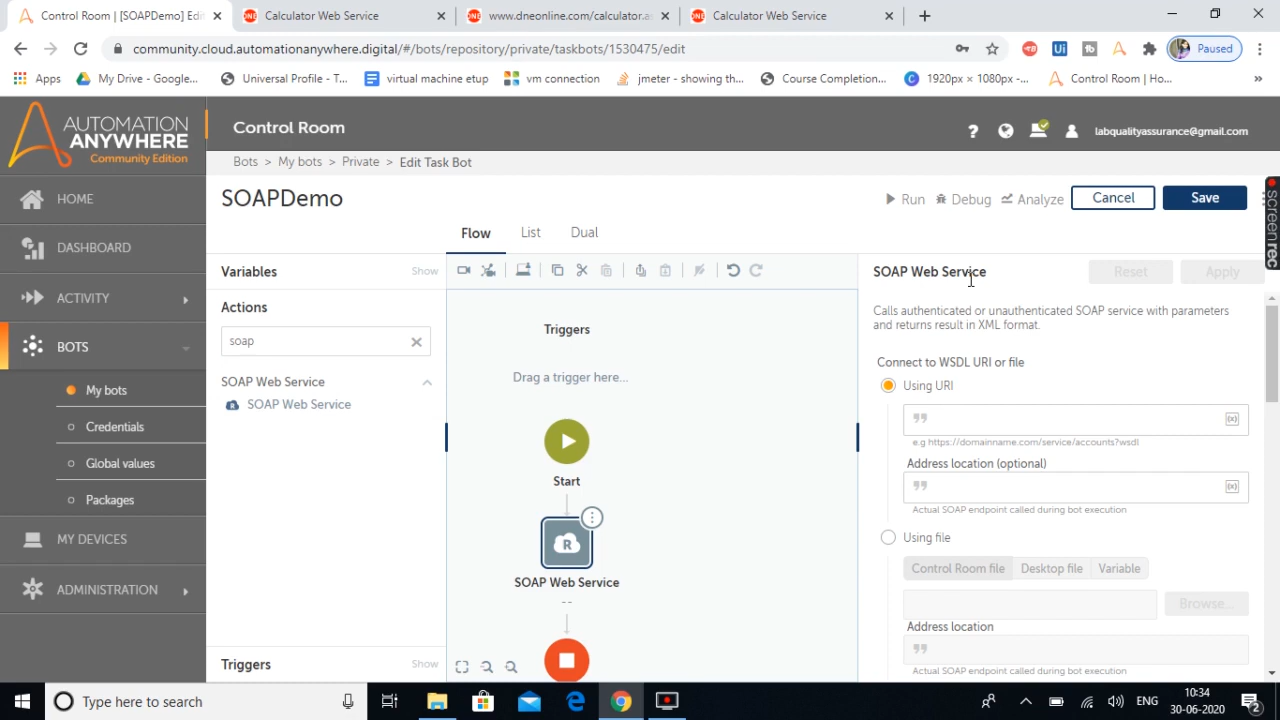 Control Room | [SOAPDemo] Edi
Calculator Web Service
www.dneonline.com/calculator.as
Calculator Web Service
community.cloud.automationanywhere.digital/#/bots/repository/private/taskbots/1530475/edit
Paused
Apps
My Drive - Google...
Universal Profile - T...
virtual machine etup
vm connection
jmeter - showing th...
Course Completion...
1920px × 1080px –...
Control Room | Ho...
AUTOMATION
ANYWHERE
Community Edition
Control Room
labqualityassurance@gmail.com
Bots > My bots > Private > Edit Task Bot
SOAPDemo
Run
Debug
Analyze
Cancel
Save
HOME
DASHBOARD
ACTIVITY
BOTS
My bots
Credentials
Global values
Packages
MY DEVICES
ADMINISTRATION
Flow
List
Dual
Variables
Show
Actions
soap
SOAP Web Service
SOAP Web Service
Triggers
Show
Triggers
Drag a trigger here...
Start
SOAP Web Service
--
SOAP Web Service
Reset
Apply
Calls authenticated or unauthenticated SOAP service with parameters
and returns result in XML format.
Connect to WSDL URI or file
Using URI
e.g https://domainname.com/service/accounts?wsdl
Address location (optional)
Actual SOAP endpoint called during bot execution
Using file
Control Room file
Desktop file
Variable
Browse...
Address location
Actual SOAP endpoint called during bot execution
Screenrec
Type here to search
ENG
10:34
30-06-2020
2